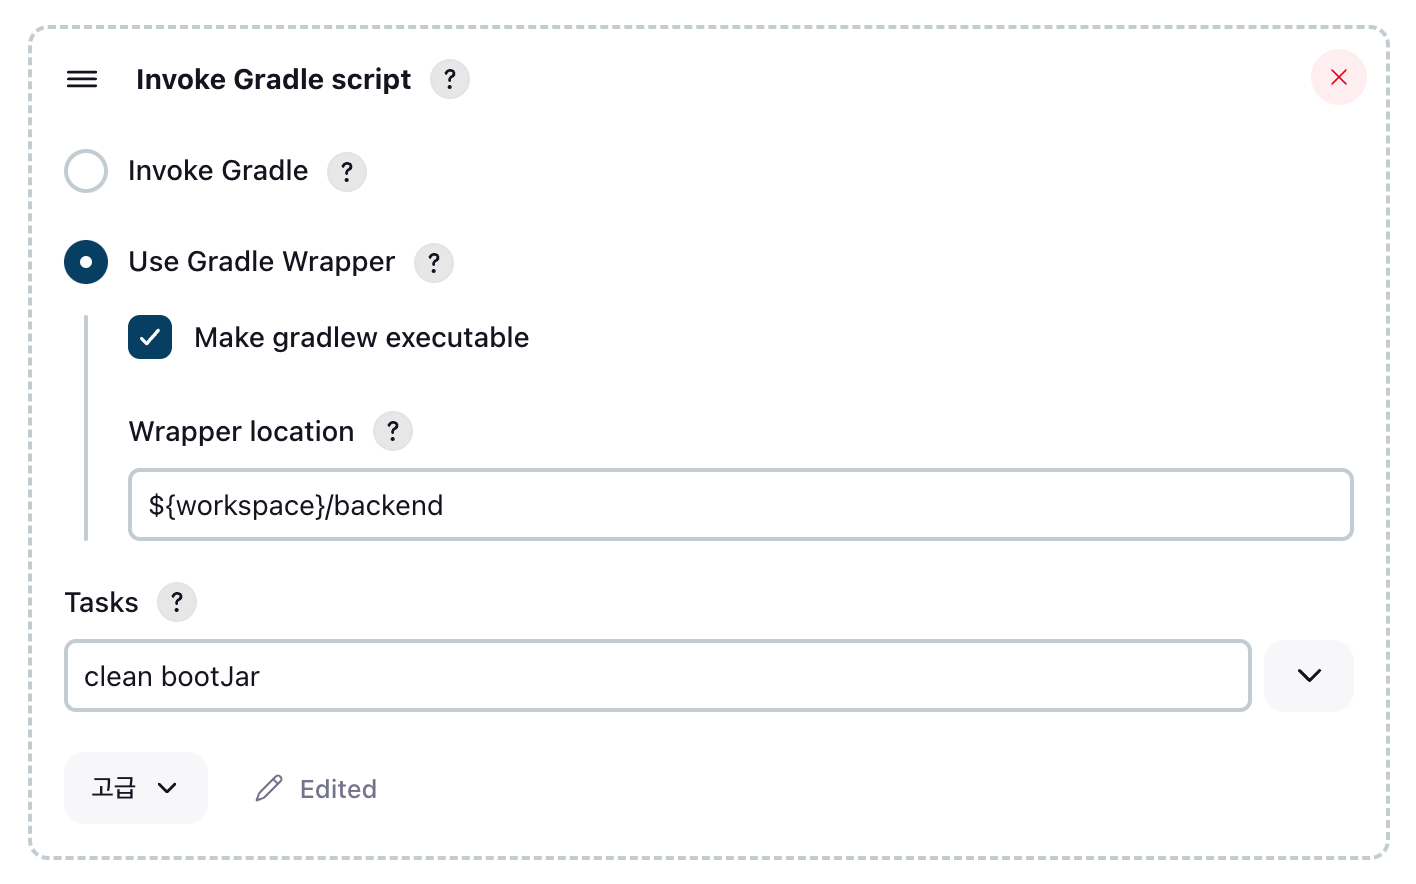 Invoke Gradle script ?
Invoke Gradle ?
Use Gradle Wrapper ?
Make gradlew executable
Wrapper location ?
${workspace}/backend
Tasks ?
clean bootJar
고급 Edited